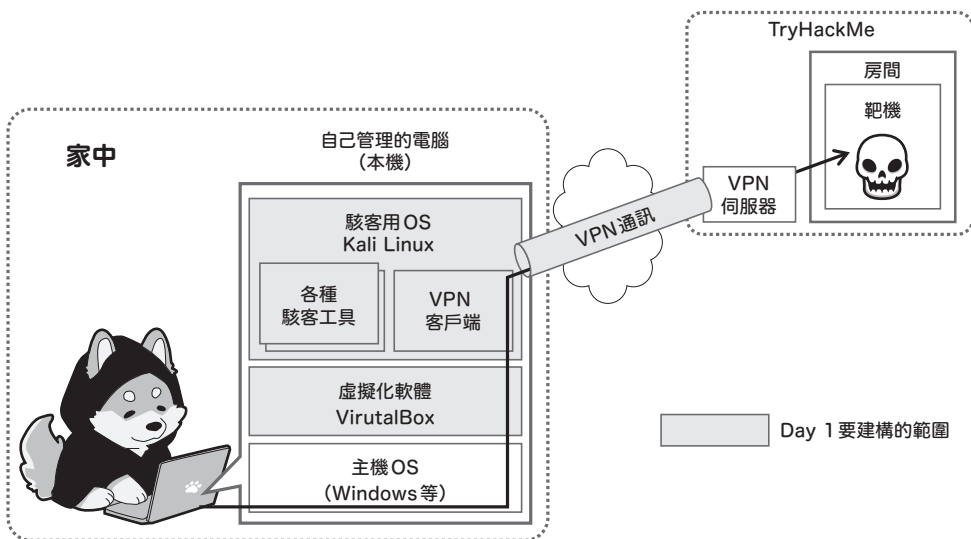 TryHackMe
房間
靶機
VPN
伺服器
VPN通訊
家中
自己管理的電腦
（本機）
駭客用OS
Kali Linux
各種
駭客工具
VPN
客戶端
虛擬化軟體
VirutalBox
主機OS
（Windows等）
Day 1要建構的範圍